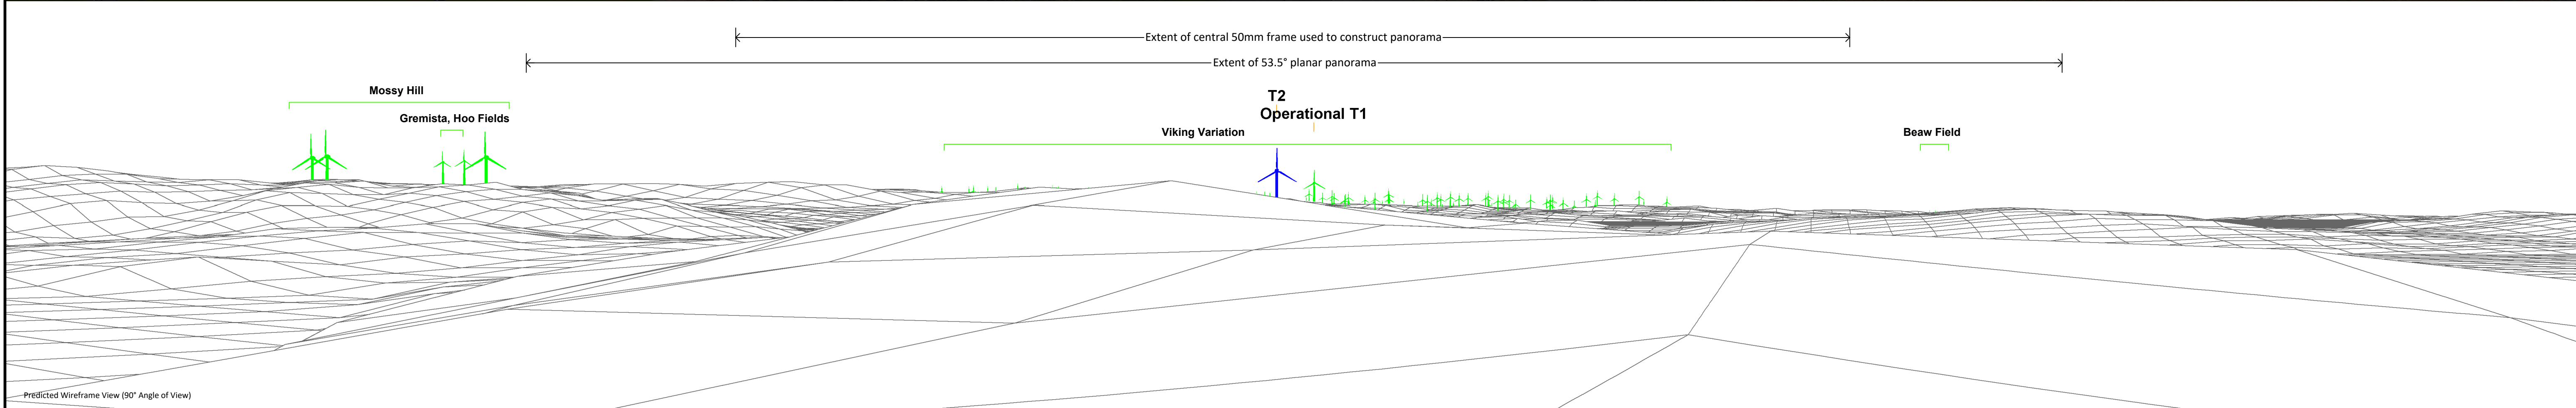 Extent of central 50mm frame used to construct panorama
Extent of 53.5° planar panorama
Mossy Hill
T2
Operational T1
Gremista, Hoo Fields
Viking Variation
Beaw Field
Predicted Wireframe View (90° Angle of View)